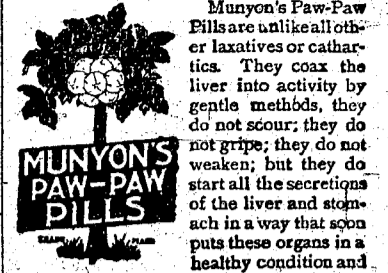 MUNYON'S
PAW-PAW
PILLS
TRADE MARK
Munyon's Paw-Paw
Pills are unlike all oth-
er laxatives or cathar-
tics. They coax the
liver into activity by
gentle methods, they
do not scour; they do
not gripe; they do not
weaken; but they do
start all the secretions
of the liver and stom-
ach in a way that soon
puts these organs in a
healthy condition and